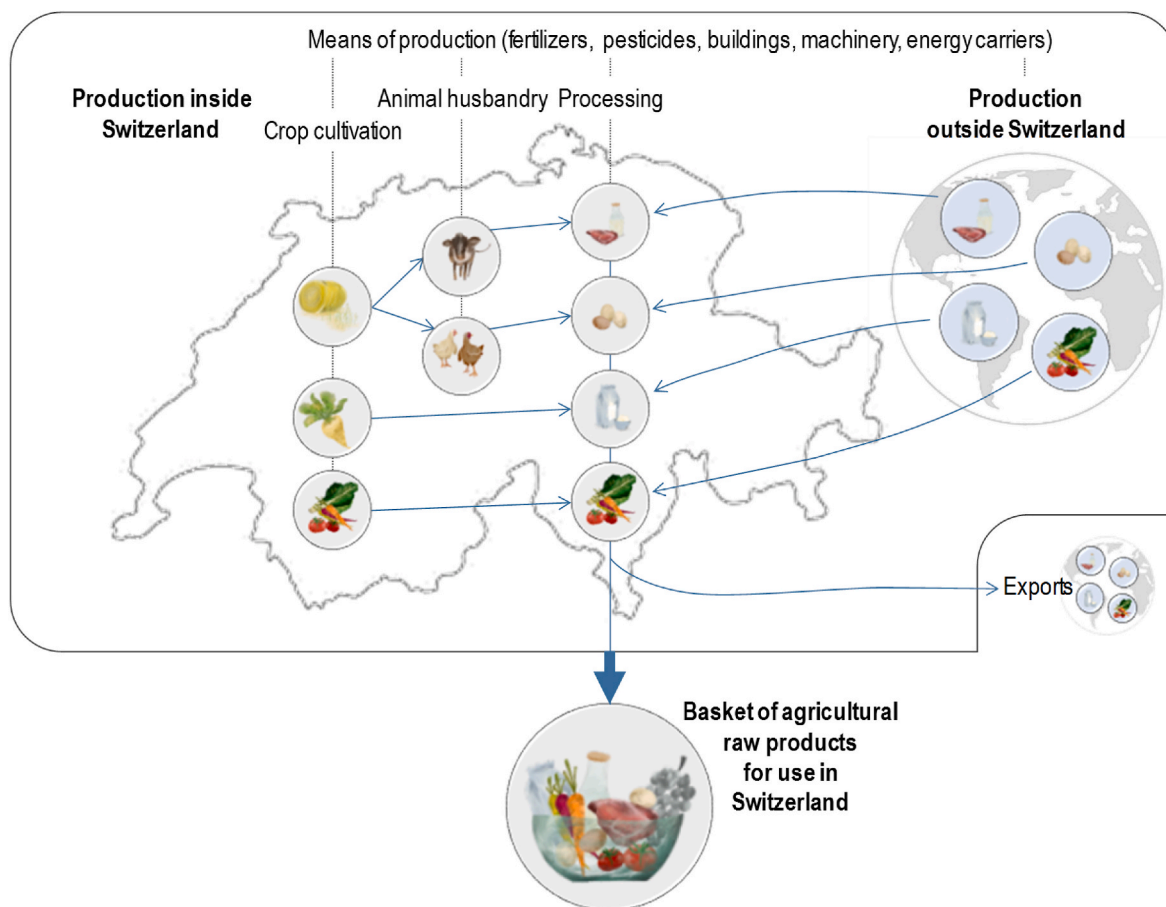 Means of production (fertilizers, pesticides, buildings, machinery, energy carriers)
Production inside
Switzerland
Crop cultivation
Animal husbandry
Processing
Production
outside Switzerland
Exports
Basket of agricultural
raw products
for use in
Switzerland